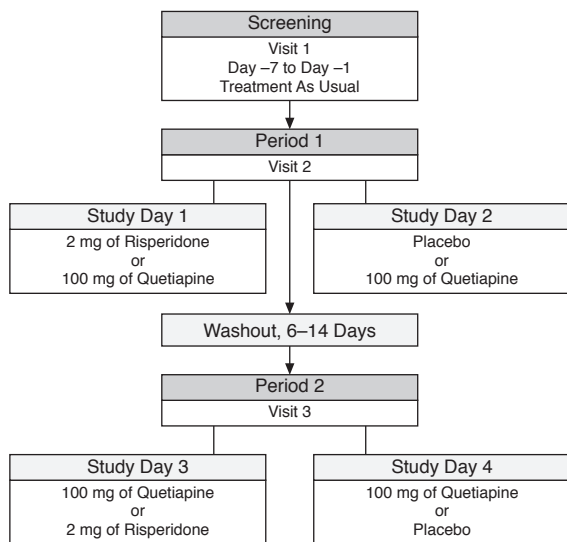 Screening
Visit 1
Day –7 to Day –1
Treatment As Usual
Period 1
Visit 2
Study Day 1
2 mg of Risperidone
or
100 mg of Quetiapine
Study Day 2
Placebo
or
100 mg of Quetiapine
Washout, 6–14 Days
Period 2
Visit 3
Study Day 3
100 mg of Quetiapine
or
2 mg of Risperidone
Study Day 4
100 mg of Quetiapine
or
Placebo